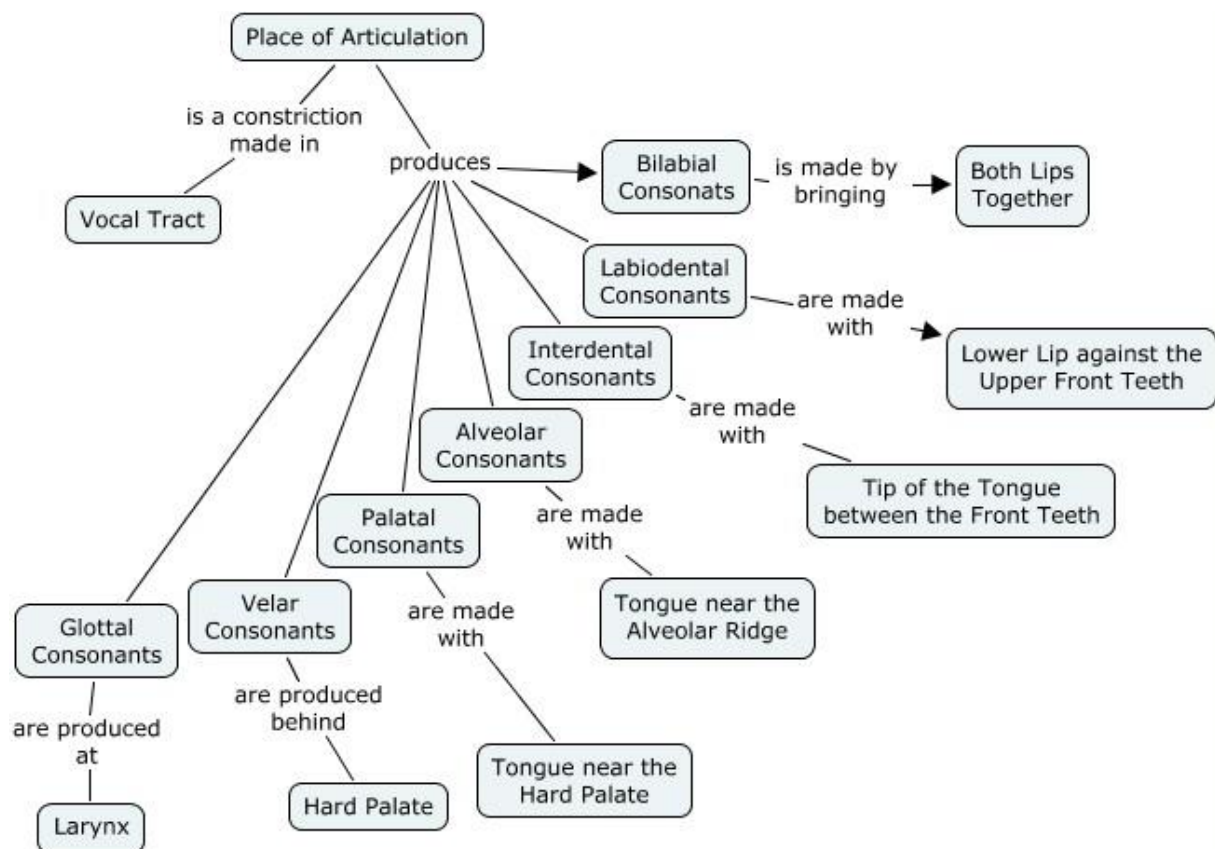 Place of Articulation
is a constriction
made in
Vocal Tract
produces
Bilabial
Consonats
is made by
bringing
Both Lips
Together
Labiodental
Consonants
are made
with
Lower Lip against the
Upper Front Teeth
Interdental
Consonants
are made
with
Tip of the Tongue
between the Front Teeth
Alveolar
Consonants
are made
with
Tongue near the
Alveolar Ridge
Palatal
Consonants
are made
with
Tongue near the
Hard Palate
Velar
Consonants
are produced
behind
Hard Palate
Glottal
Consonants
are produced
at
Larynx